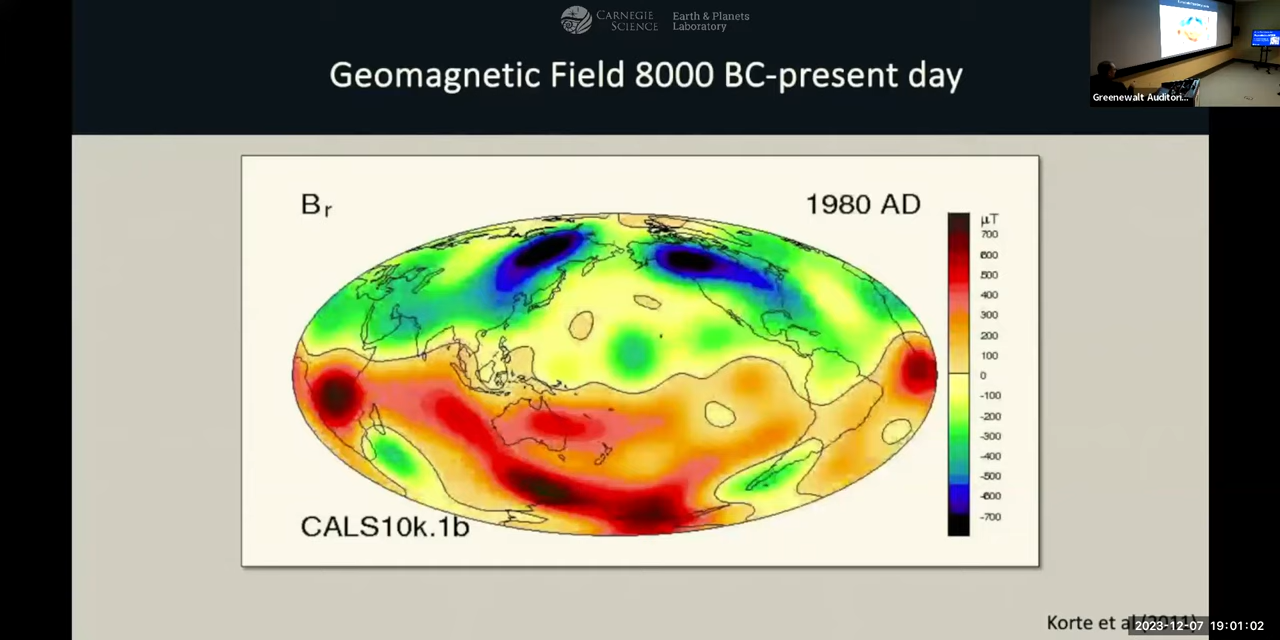 CARNEGIE SCIENCE
Earth & Planets Laboratory
Geomagnetic Field 8000 BC-present day
Greenewalt Auditori...
Br
1980 AD
µT
700
600
500
400
300
200
100
0
-100
-200
-300
-400
-500
-600
-700
CALS10k.1b
Korte et al (2011)
2023-12-07 19:01:02